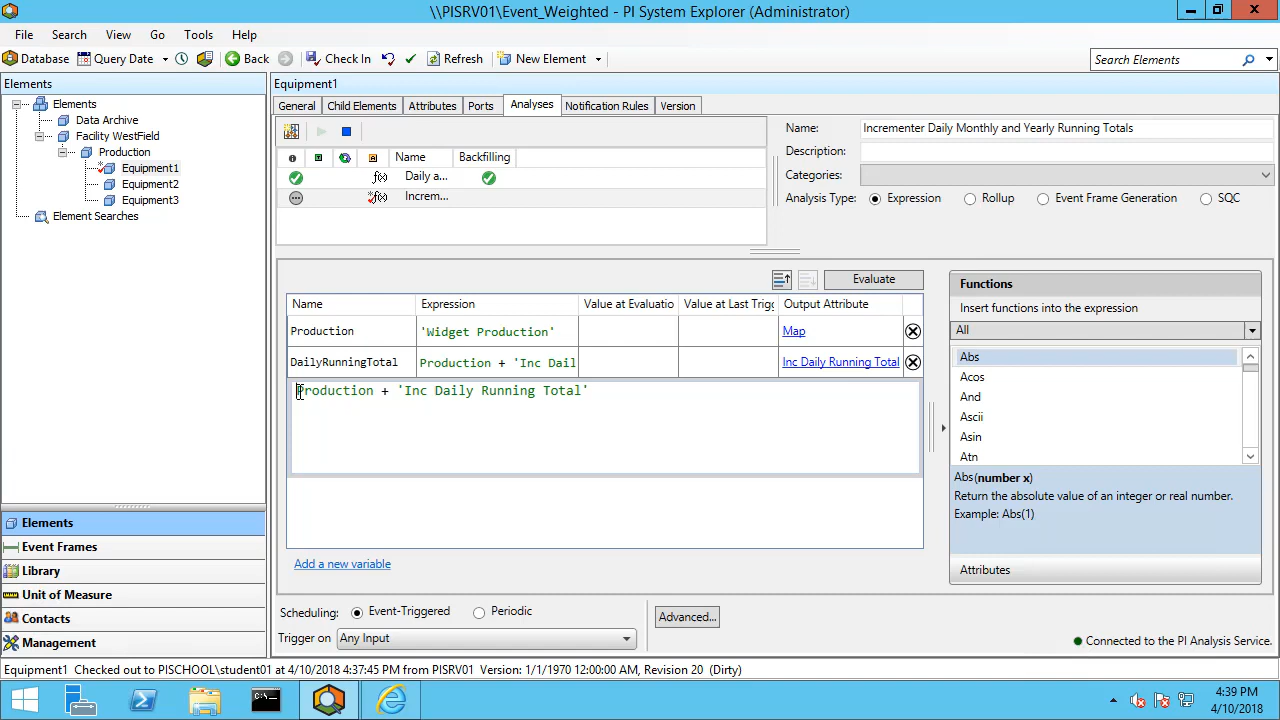 \\PISRV01\Event_Weighted - PI System Explorer (Administrator)
File Search View Go Tools Help
Database Query Date Back Check In Refresh New Element Search Elements
Elements
Elements
Data Archive
Facility WestField
Production
Equipment1
Equipment2
Equipment3
Element Searches
Elements
Event Frames
Library
Unit of Measure
Contacts
Management
Equipment1
General Child Elements Attributes Ports Analyses Notification Rules Version
Name Backfilling
f(x) Daily a...
f(x) Increm...
Name: Incrementer Daily Monthly and Yearly Running Totals
Description:
Categories:
Analysis Type: Expression Rollup Event Frame Generation SQC
Evaluate
Name Expression Value at Evaluatio Value at Last Trigg Output Attribute
Production 'Widget Production' Map
DailyRunningTotal Production + 'Inc Dail Inc Daily Running Total
Production + 'Inc Daily Running Total'
Add a new variable
Functions
Insert functions into the expression
All
Abs
Acos
And
Ascii
Asin
Atn
Abs(number x)
Return the absolute value of an integer or real number.
Example: Abs(1)
Attributes
Scheduling: Event-Triggered Periodic
Advanced...
Trigger on Any Input
Connected to the PI Analysis Service.
Equipment1 Checked out to PISCHOOL\student01 at 4/10/2018 4:37:45 PM from PISRV01 Version: 1/1/1970 12:00:00 AM, Revision 20 (Dirty)
4:39 PM
4/10/2018